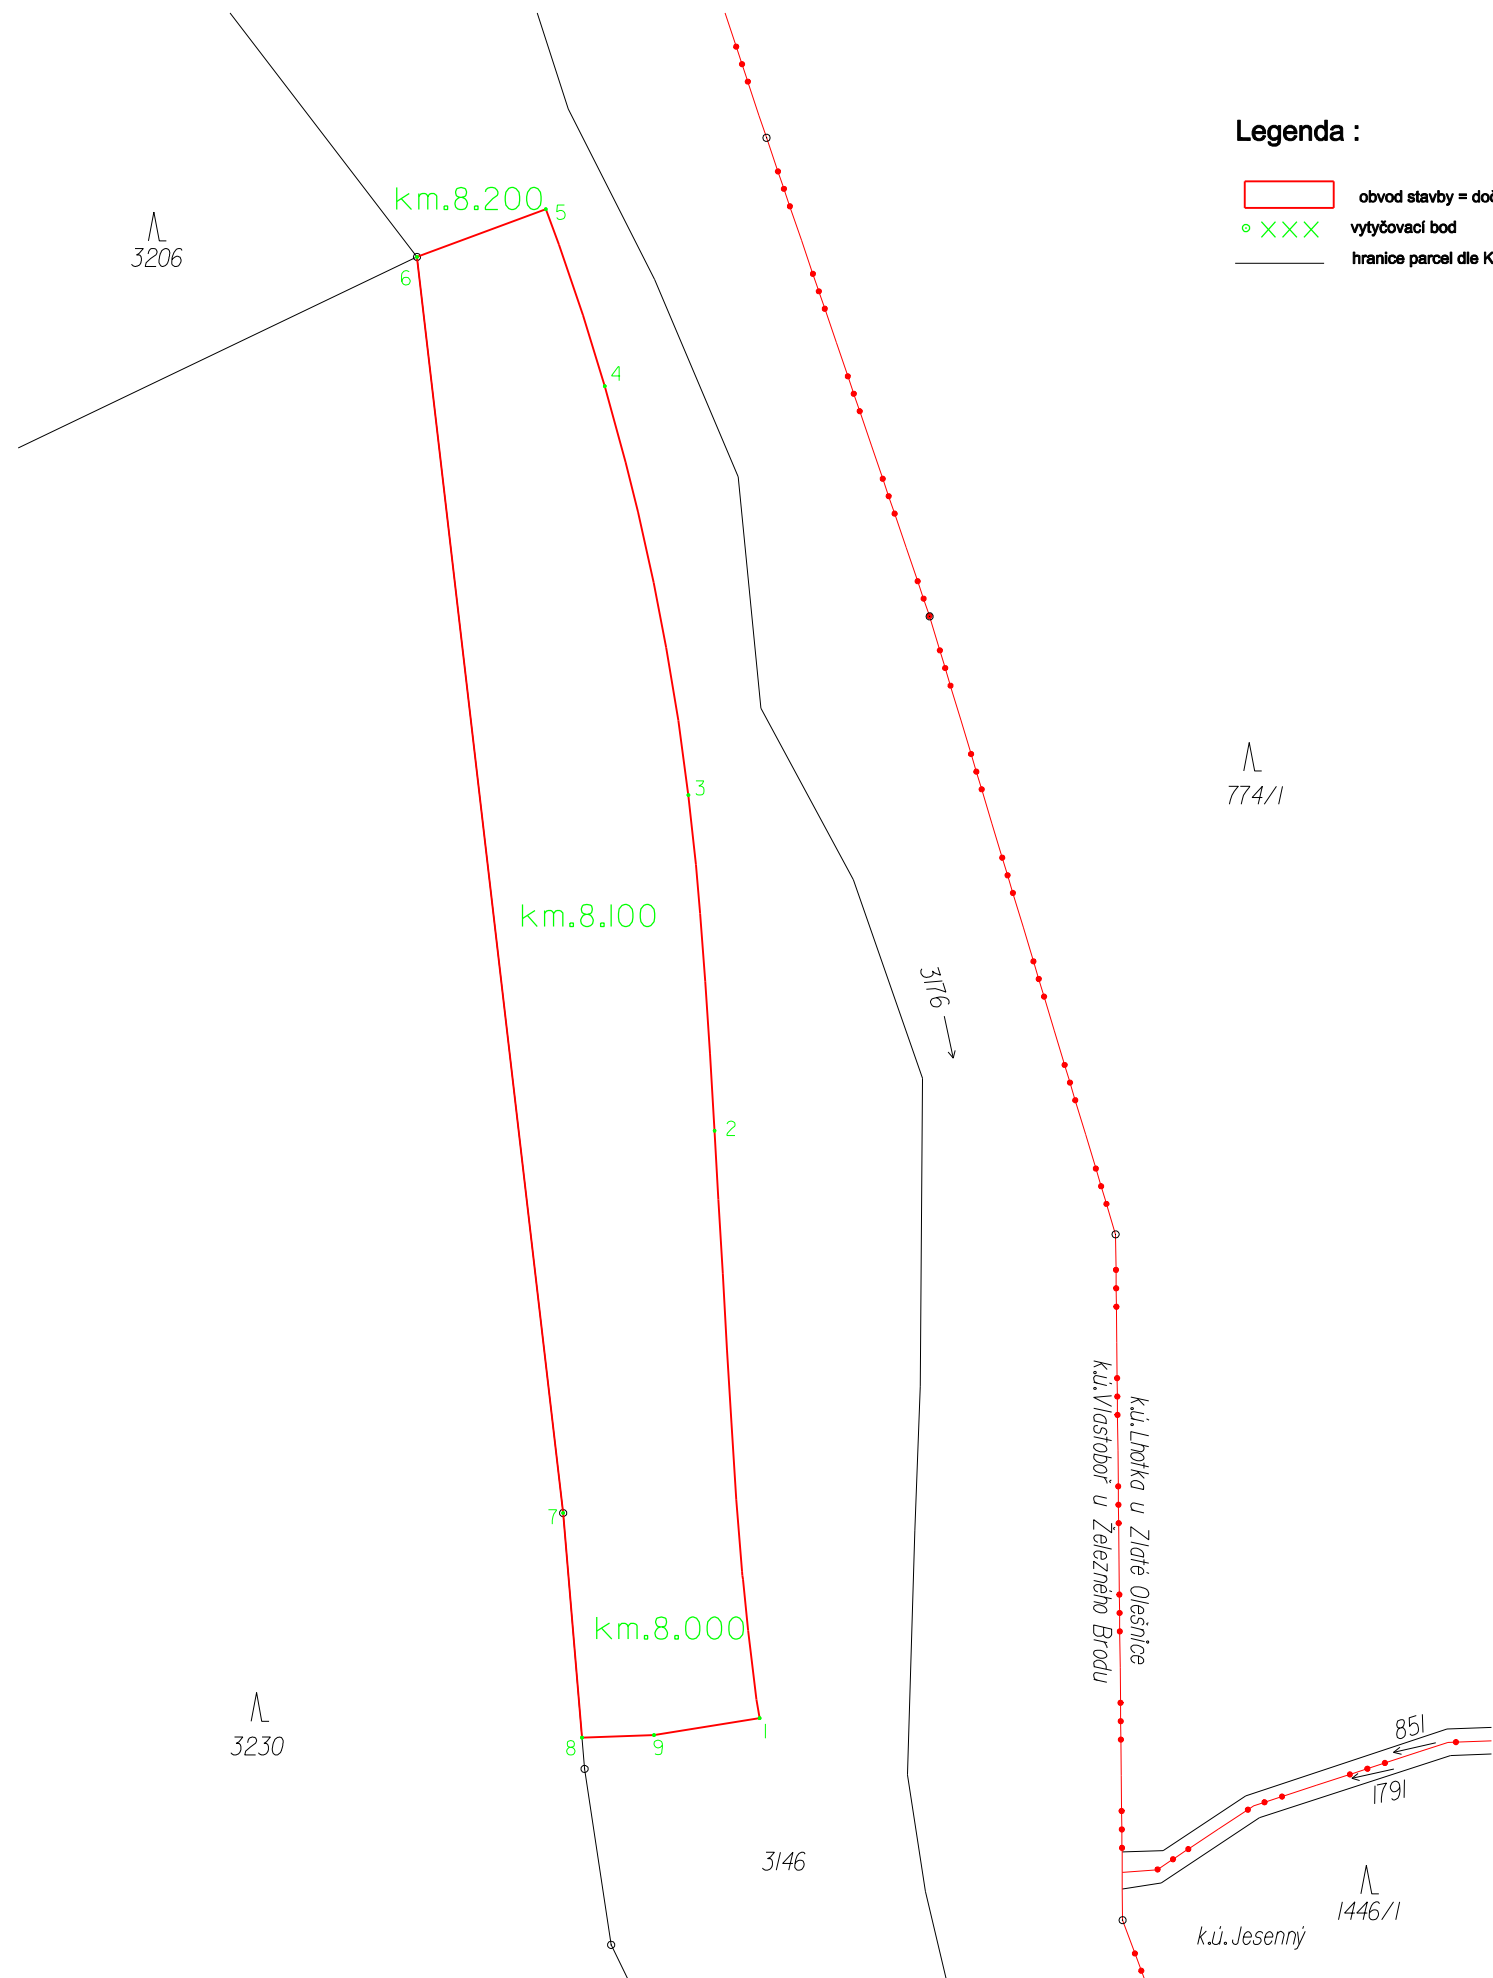 Legenda :
obvod stavby = doč
XXX vytyčovací bod
hranice parcel dle K
km.8.200
5
6
3206
4
3
774/1
km.8.100
3176
2
k.ú.Lhotka u Zlaté Olešnice
k.ú.Vlastiboř u Železného Brodu
7
km.8.000
1
8
9
3230
851
1791
3146
1446/1
k.ú.Jesenný